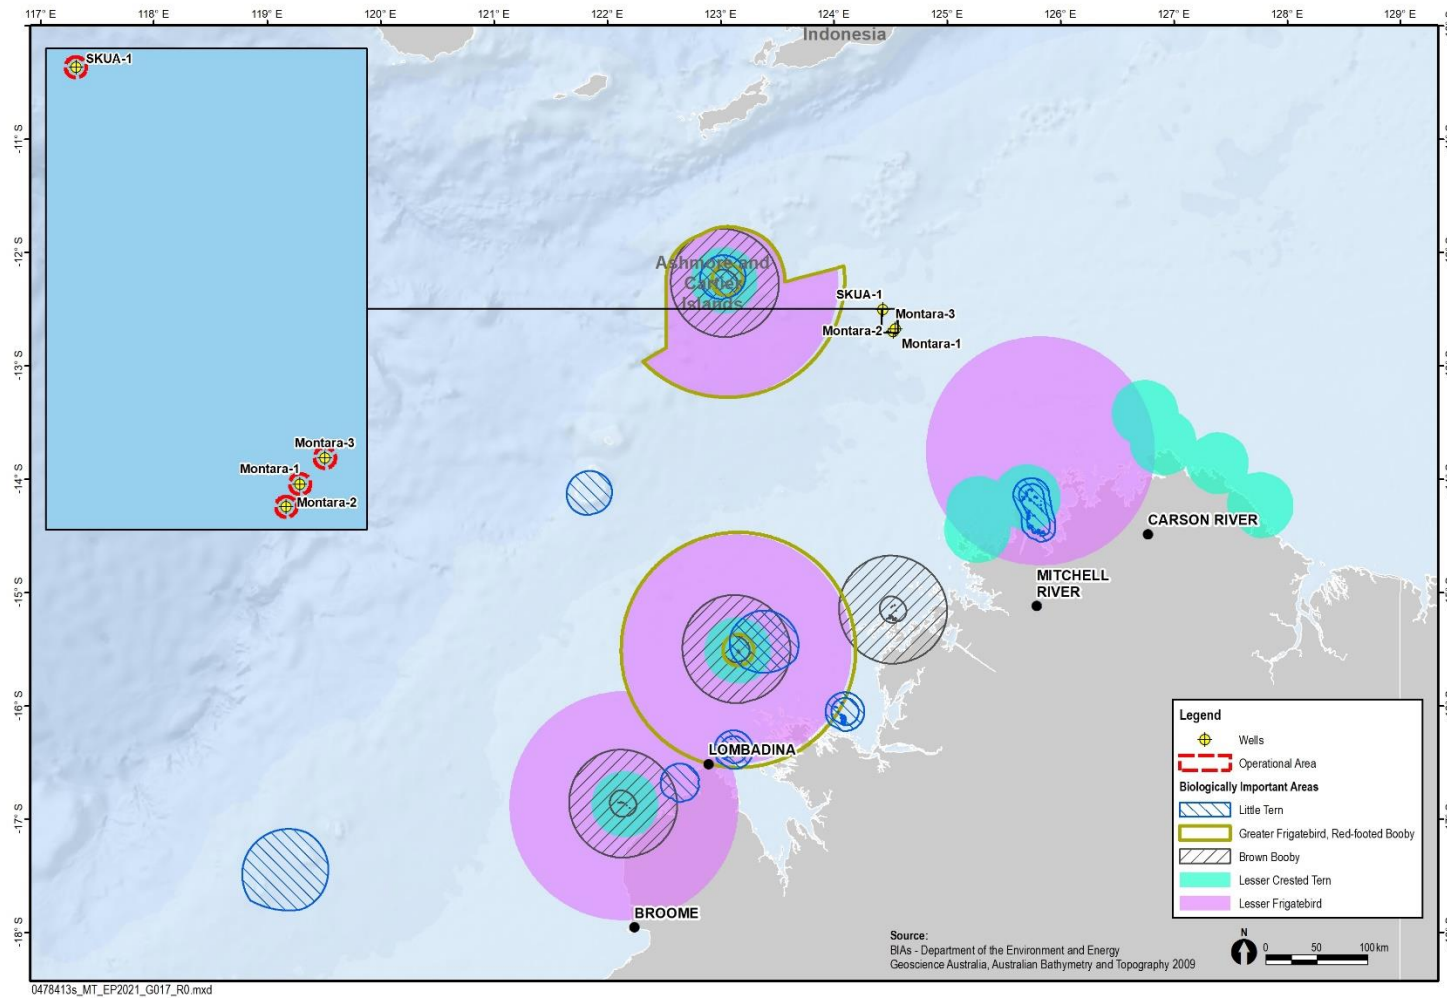 117° E 118° E 119° E 120° E 121° E 122° E 123° E 124° E 125° E 126° E 127° E 128° E 129° E
Indonesia
SKUA-1
-11° S
-12° S
Ashmore and
Cartier
Islands
SKUA-1
Montara-3
Montara-2
Montara-1
-13° S
Montara-3
Montara-1
Montara-2
-14° S
CARSON RIVER
-15° S
MITCHELL
RIVER
-16° S
LOMBADINA
-17° S
BROOME
-18° S
Legend
Wells
Operational Area
Biologically Important Areas
Little Tern
Greater Frigatebird, Red-footed Booby
Brown Booby
Lesser Crested Tern
Lesser Frigatebird
Source:
BIAs - Department of the Environment and Energy
Geoscience Australia, Australian Bathymetry and Topography 2009
N
0 50 100 km
0478413s_MT_EP2021_G017_R0.mxd